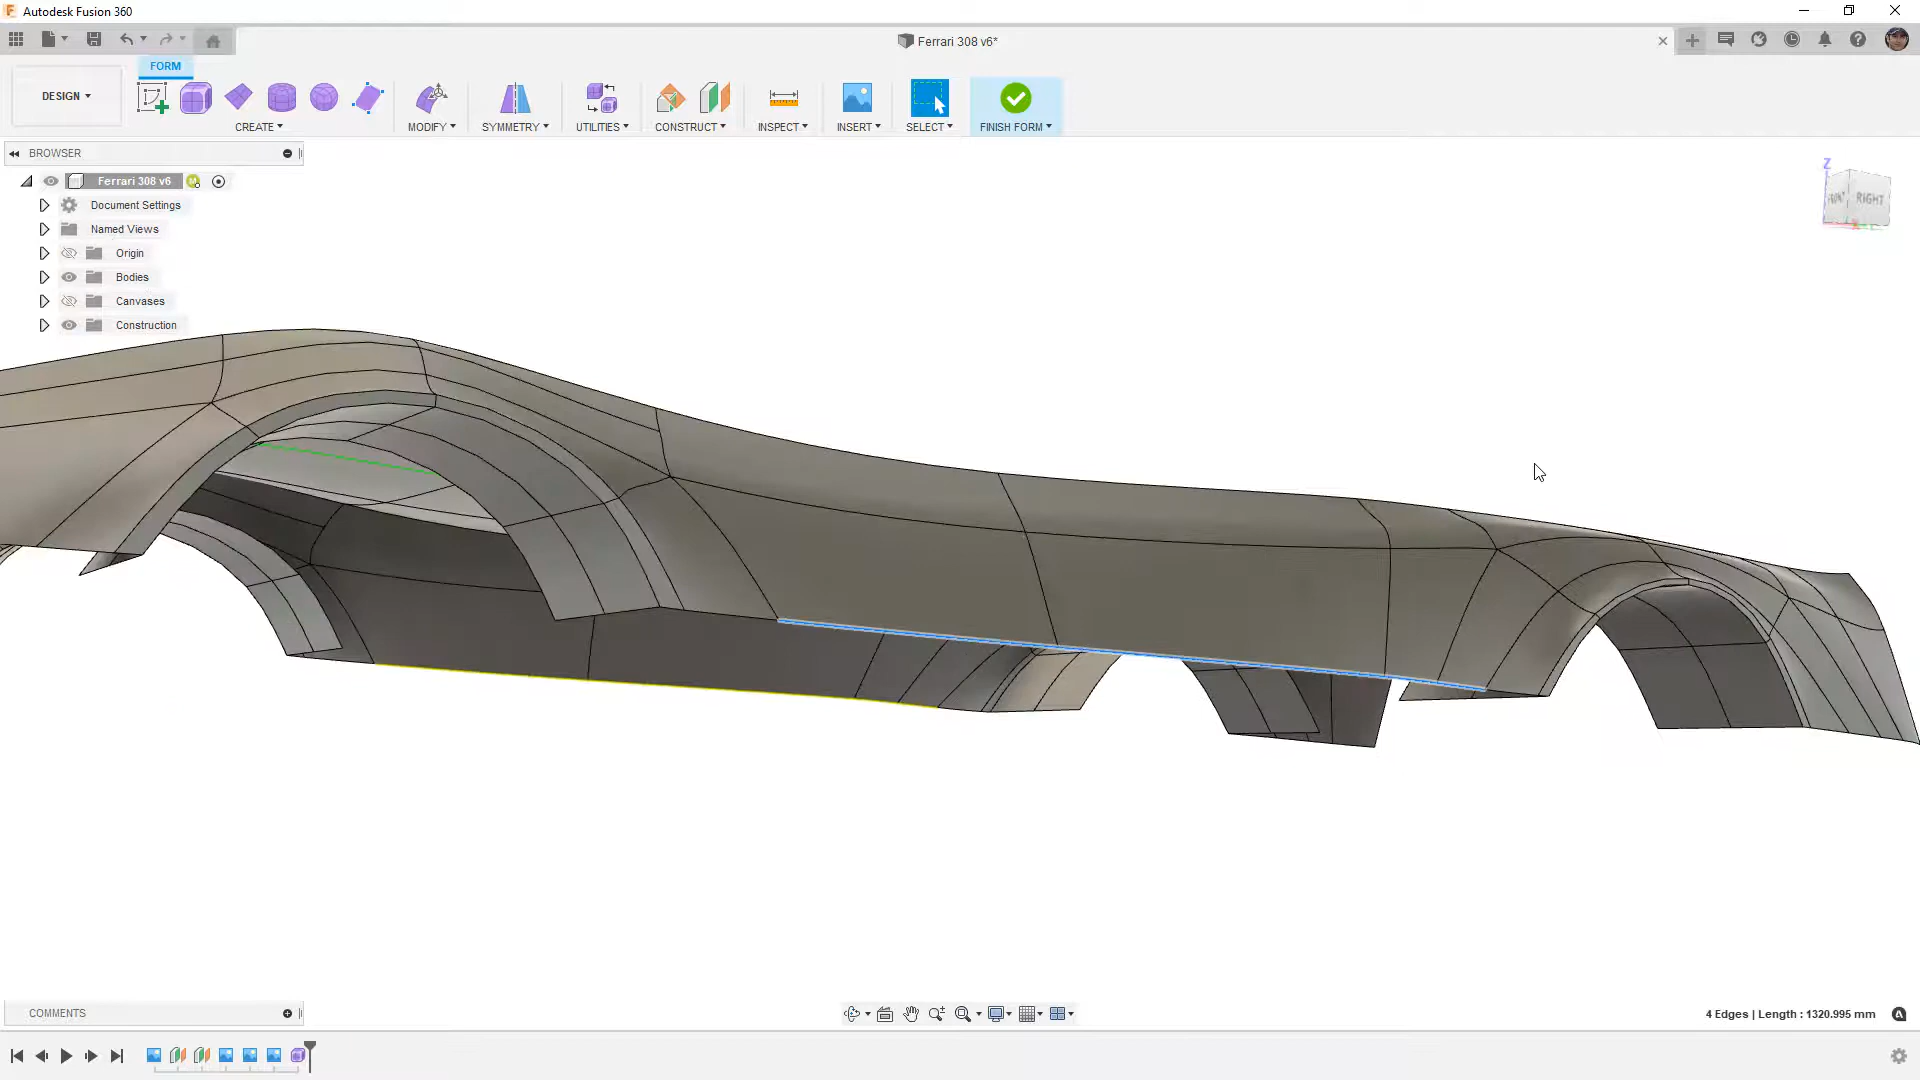 Autodesk Fusion 360
Ferrari 308 v6*
FORM
DESIGN
CREATE
MODIFY
SYMMETRY
UTILITIES
CONSTRUCT
INSPECT
INSERT
SELECT
FINISH FORM
BROWSER
Ferrari 308 v6
Document Settings
Named Views
Origin
Bodies
Canvases
Construction
Z
FRONT
RIGHT
COMMENTS
4 Edges | Length : 1320.995 mm